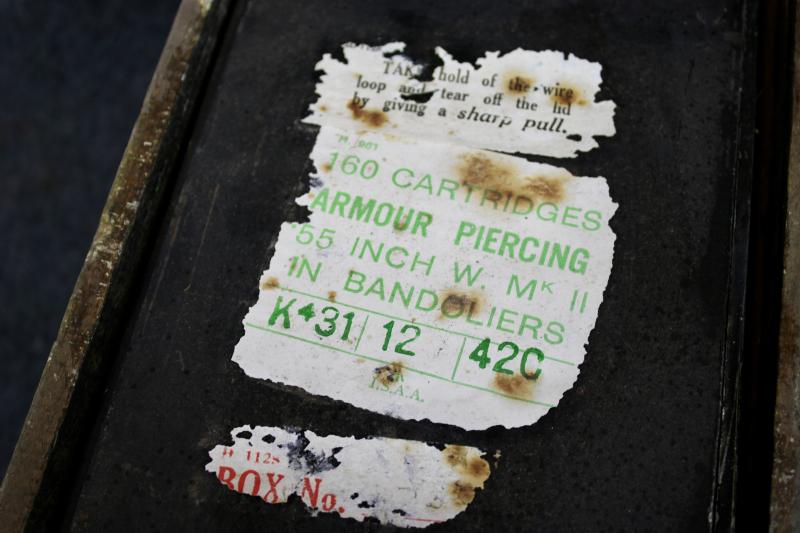 TAKE hold of the wire
loop and tear off the lid
by giving a sharp pull.
160 CARTRIDGES
ARMOUR PIERCING
·55 INCH W. Mᴷ II
IN BANDOLIERS
K431 12 42C
I.S.A.A.
H 1128
BOX No.